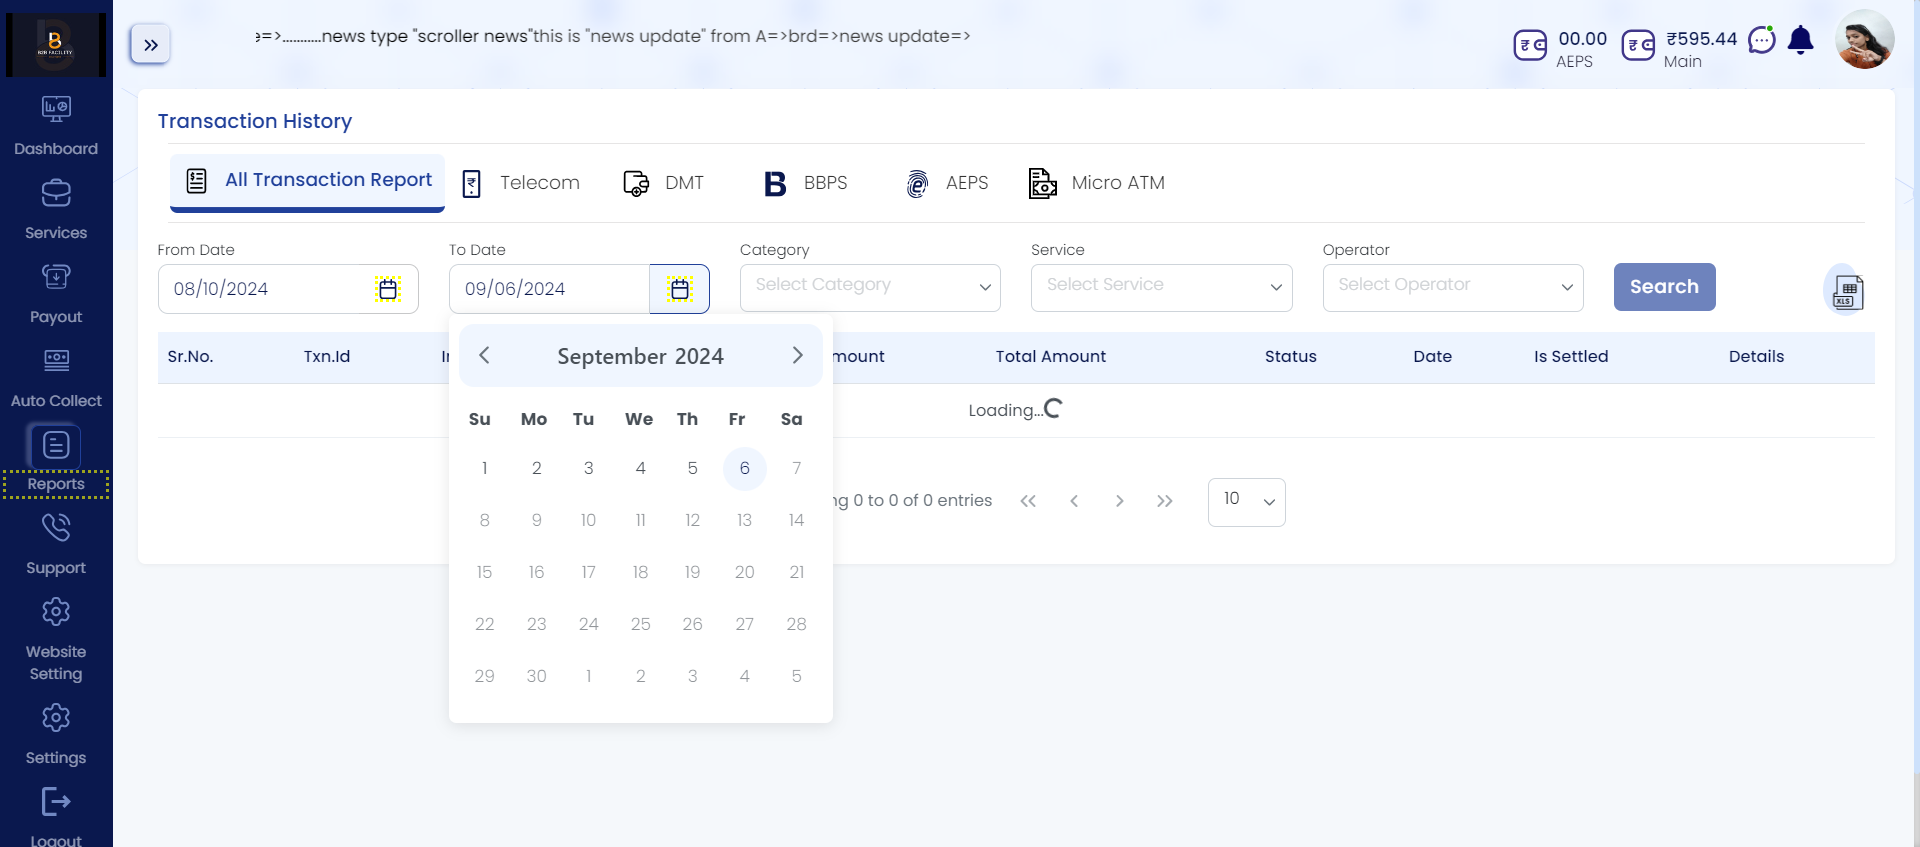 B2B FACILITY
=>...........news type "scroller news"this is "news update" from A=>brd=>news update=>
00.00
AEPS
₹595.44
Main
Dashboard
Services
Payout
Auto Collect
Reports
Support
Website
Setting
Settings
Logout
Transaction History
All Transaction Report
Telecom
DMT
BBPS
AEPS
Micro ATM
From Date
To Date
Category
Service
Operator
08/10/2024
09/06/2024
Select Category
Select Service
Select Operator
Search
XLS
Sr.No.
Txn.Id
Total Amount
Status
Date
Is Settled
Details
Loading...
September 2024
Su Mo Tu We Th Fr Sa
1 2 3 4 5 6 7
8 9 10 11 12 13 14
15 16 17 18 19 20 21
22 23 24 25 26 27 28
29 30 1 2 3 4 5
0 to 0 of 0 entries
<< < > >>
10